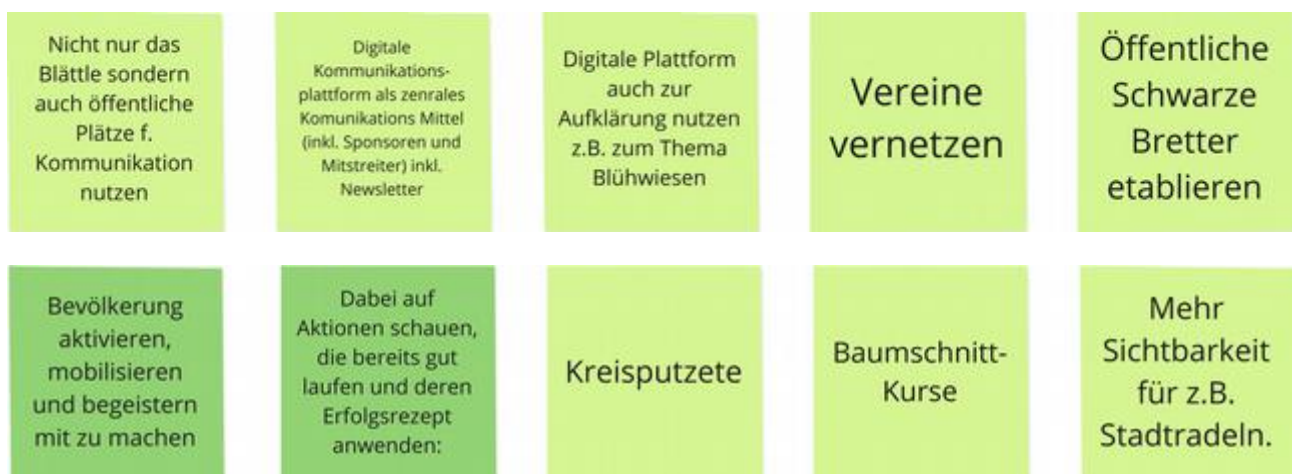 Nicht nur das
Blättle sondern
auch öffentliche
Plätze f.
Kommunikation
nutzen
Digitale
Kommunikations-
plattform als zenrales
Komunikations Mittel
(inkl. Sponsoren und
Mitstreiter) inkl.
Newsletter
Digitale Plattform
auch zur
Aufklärung nutzen
z.B. zum Thema
Blühwiesen
Vereine
vernetzen
Öffentliche
Schwarze
Bretter
etablieren
Bevölkerung
aktivieren,
mobilisieren
und begeistern
mit zu machen
Dabei auf
Aktionen schauen,
die bereits gut
laufen und deren
Erfolgsrezept
anwenden:
Kreisputzete
Baumschnitt-
Kurse
Mehr
Sichtbarkeit
für z.B.
Stadtradeln.